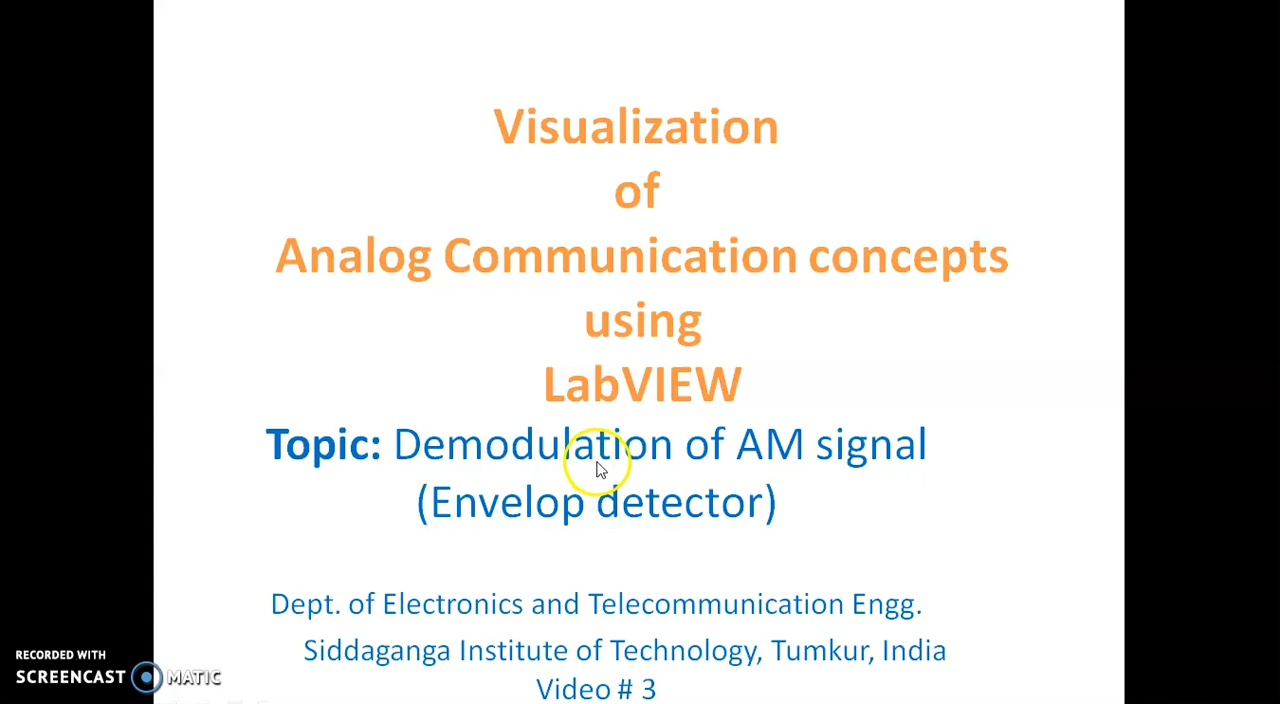 Visualization
of
Analog Communication concepts
using
LabVIEW
Topic: Demodulation of AM signal
(Envelop detector)
Dept. of Electronics and Telecommunication Engg.
Siddaganga Institute of Technology, Tumkur, India
Video # 3
RECORDED WITH
SCREENCAST MATIC